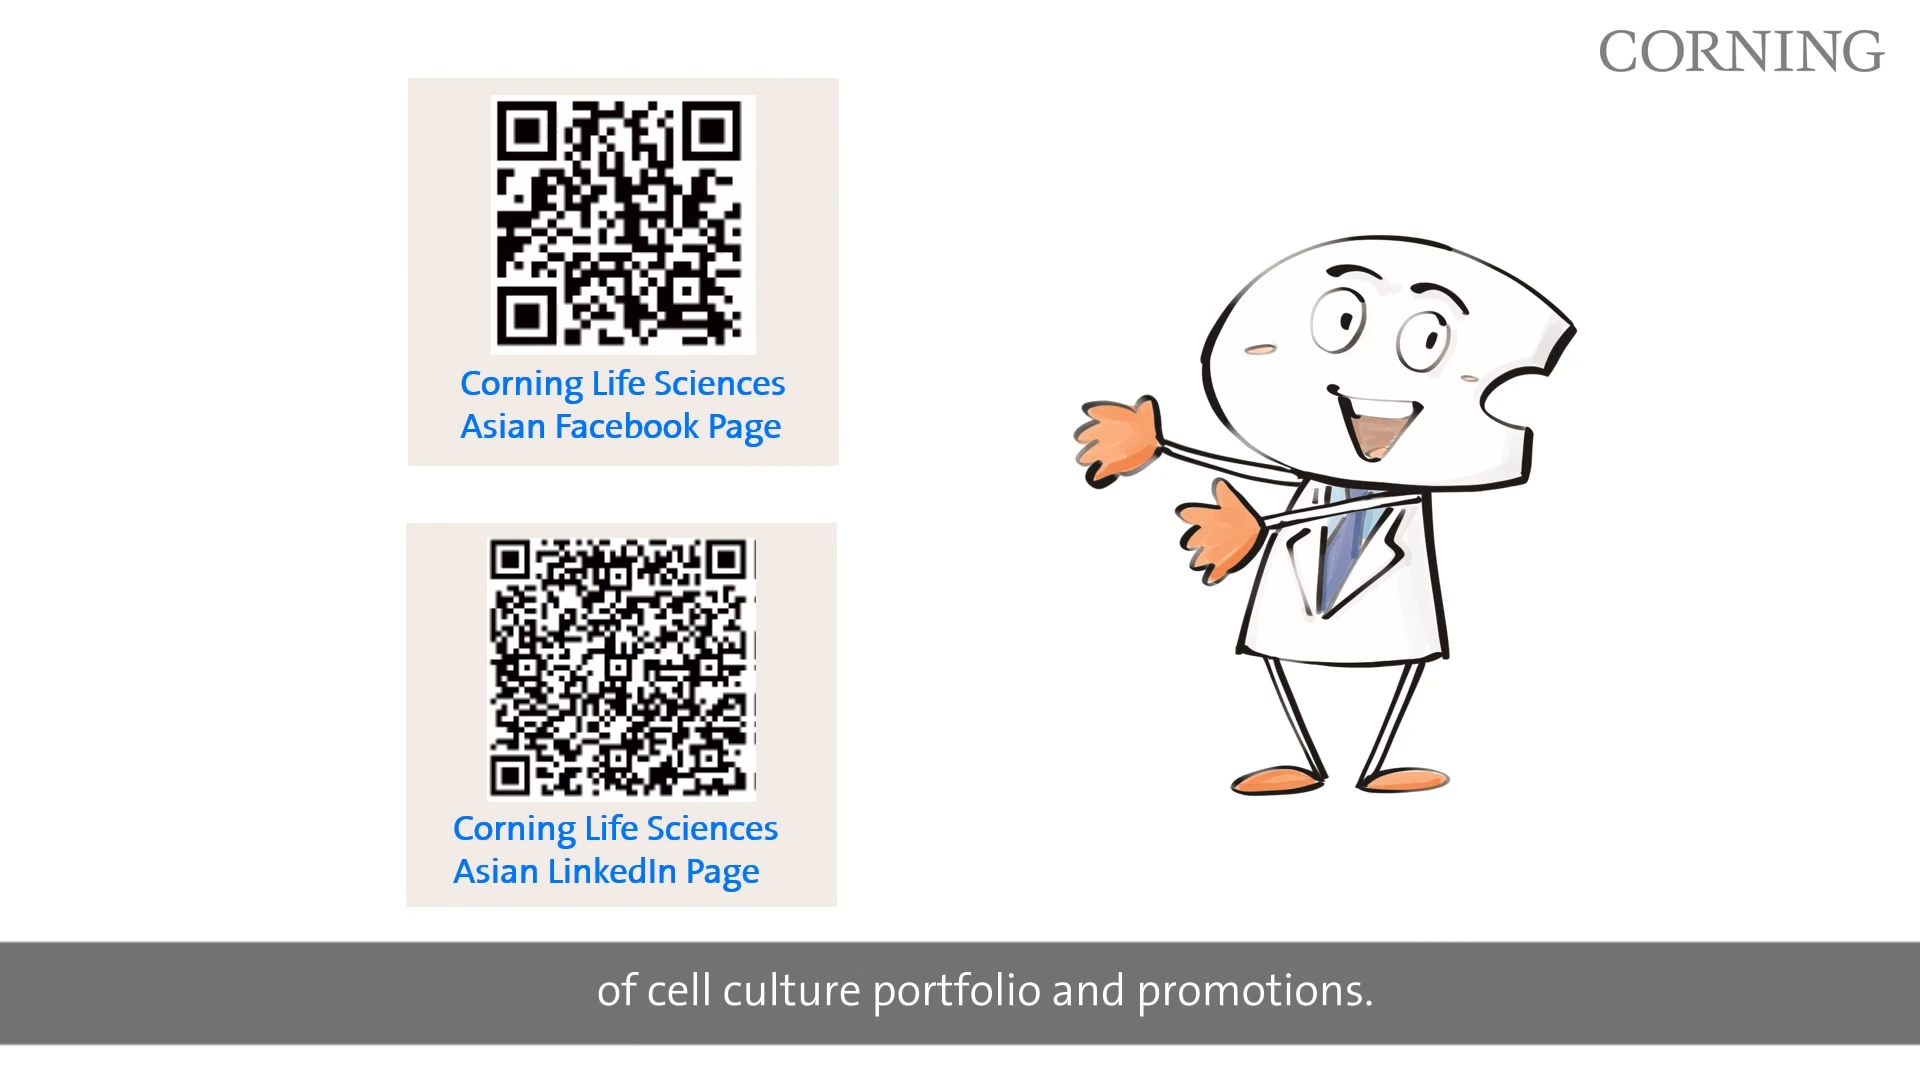 CORNING
Corning Life Sciences
Asian Facebook Page
Corning Life Sciences
Asian LinkedIn Page
of cell culture portfolio and promotions.